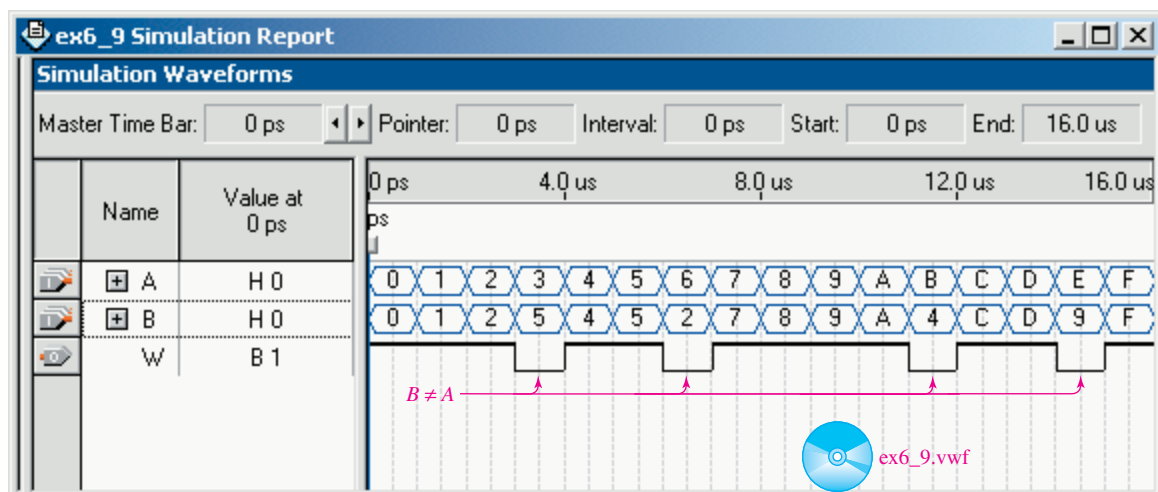 ex6_9 Simulation Report
Simulation Waveforms
Master Time Bar: 0 ps Pointer: 0 ps Interval: 0 ps Start: 0 ps End: 16.0 us
Name Value at 0 ps
0 ps 4.0 us 8.0 us 12.0 us 16.0 us
ps
A H 0 0 1 2 3 4 5 6 7 8 9 A B C D E F
B H 0 0 1 2 5 4 5 2 7 8 9 A 4 C D 9 F
W B 1
B ≠ A
ex6_9.vwf